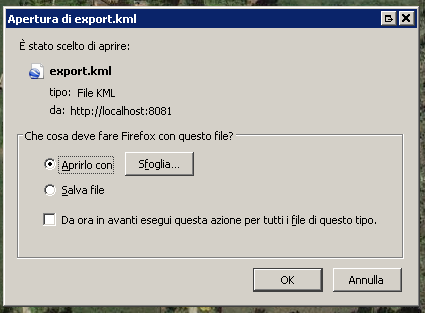 Apertura di export.kml
È stato scelto di aprire:
export.kml
tipo: File KML
da: http://localhost:8081
Che cosa deve fare Firefox con questo file?
Aprirlo con Sfoglia...
Salva file
Da ora in avanti esegui questa azione per tutti i file di questo tipo.
OK Annulla